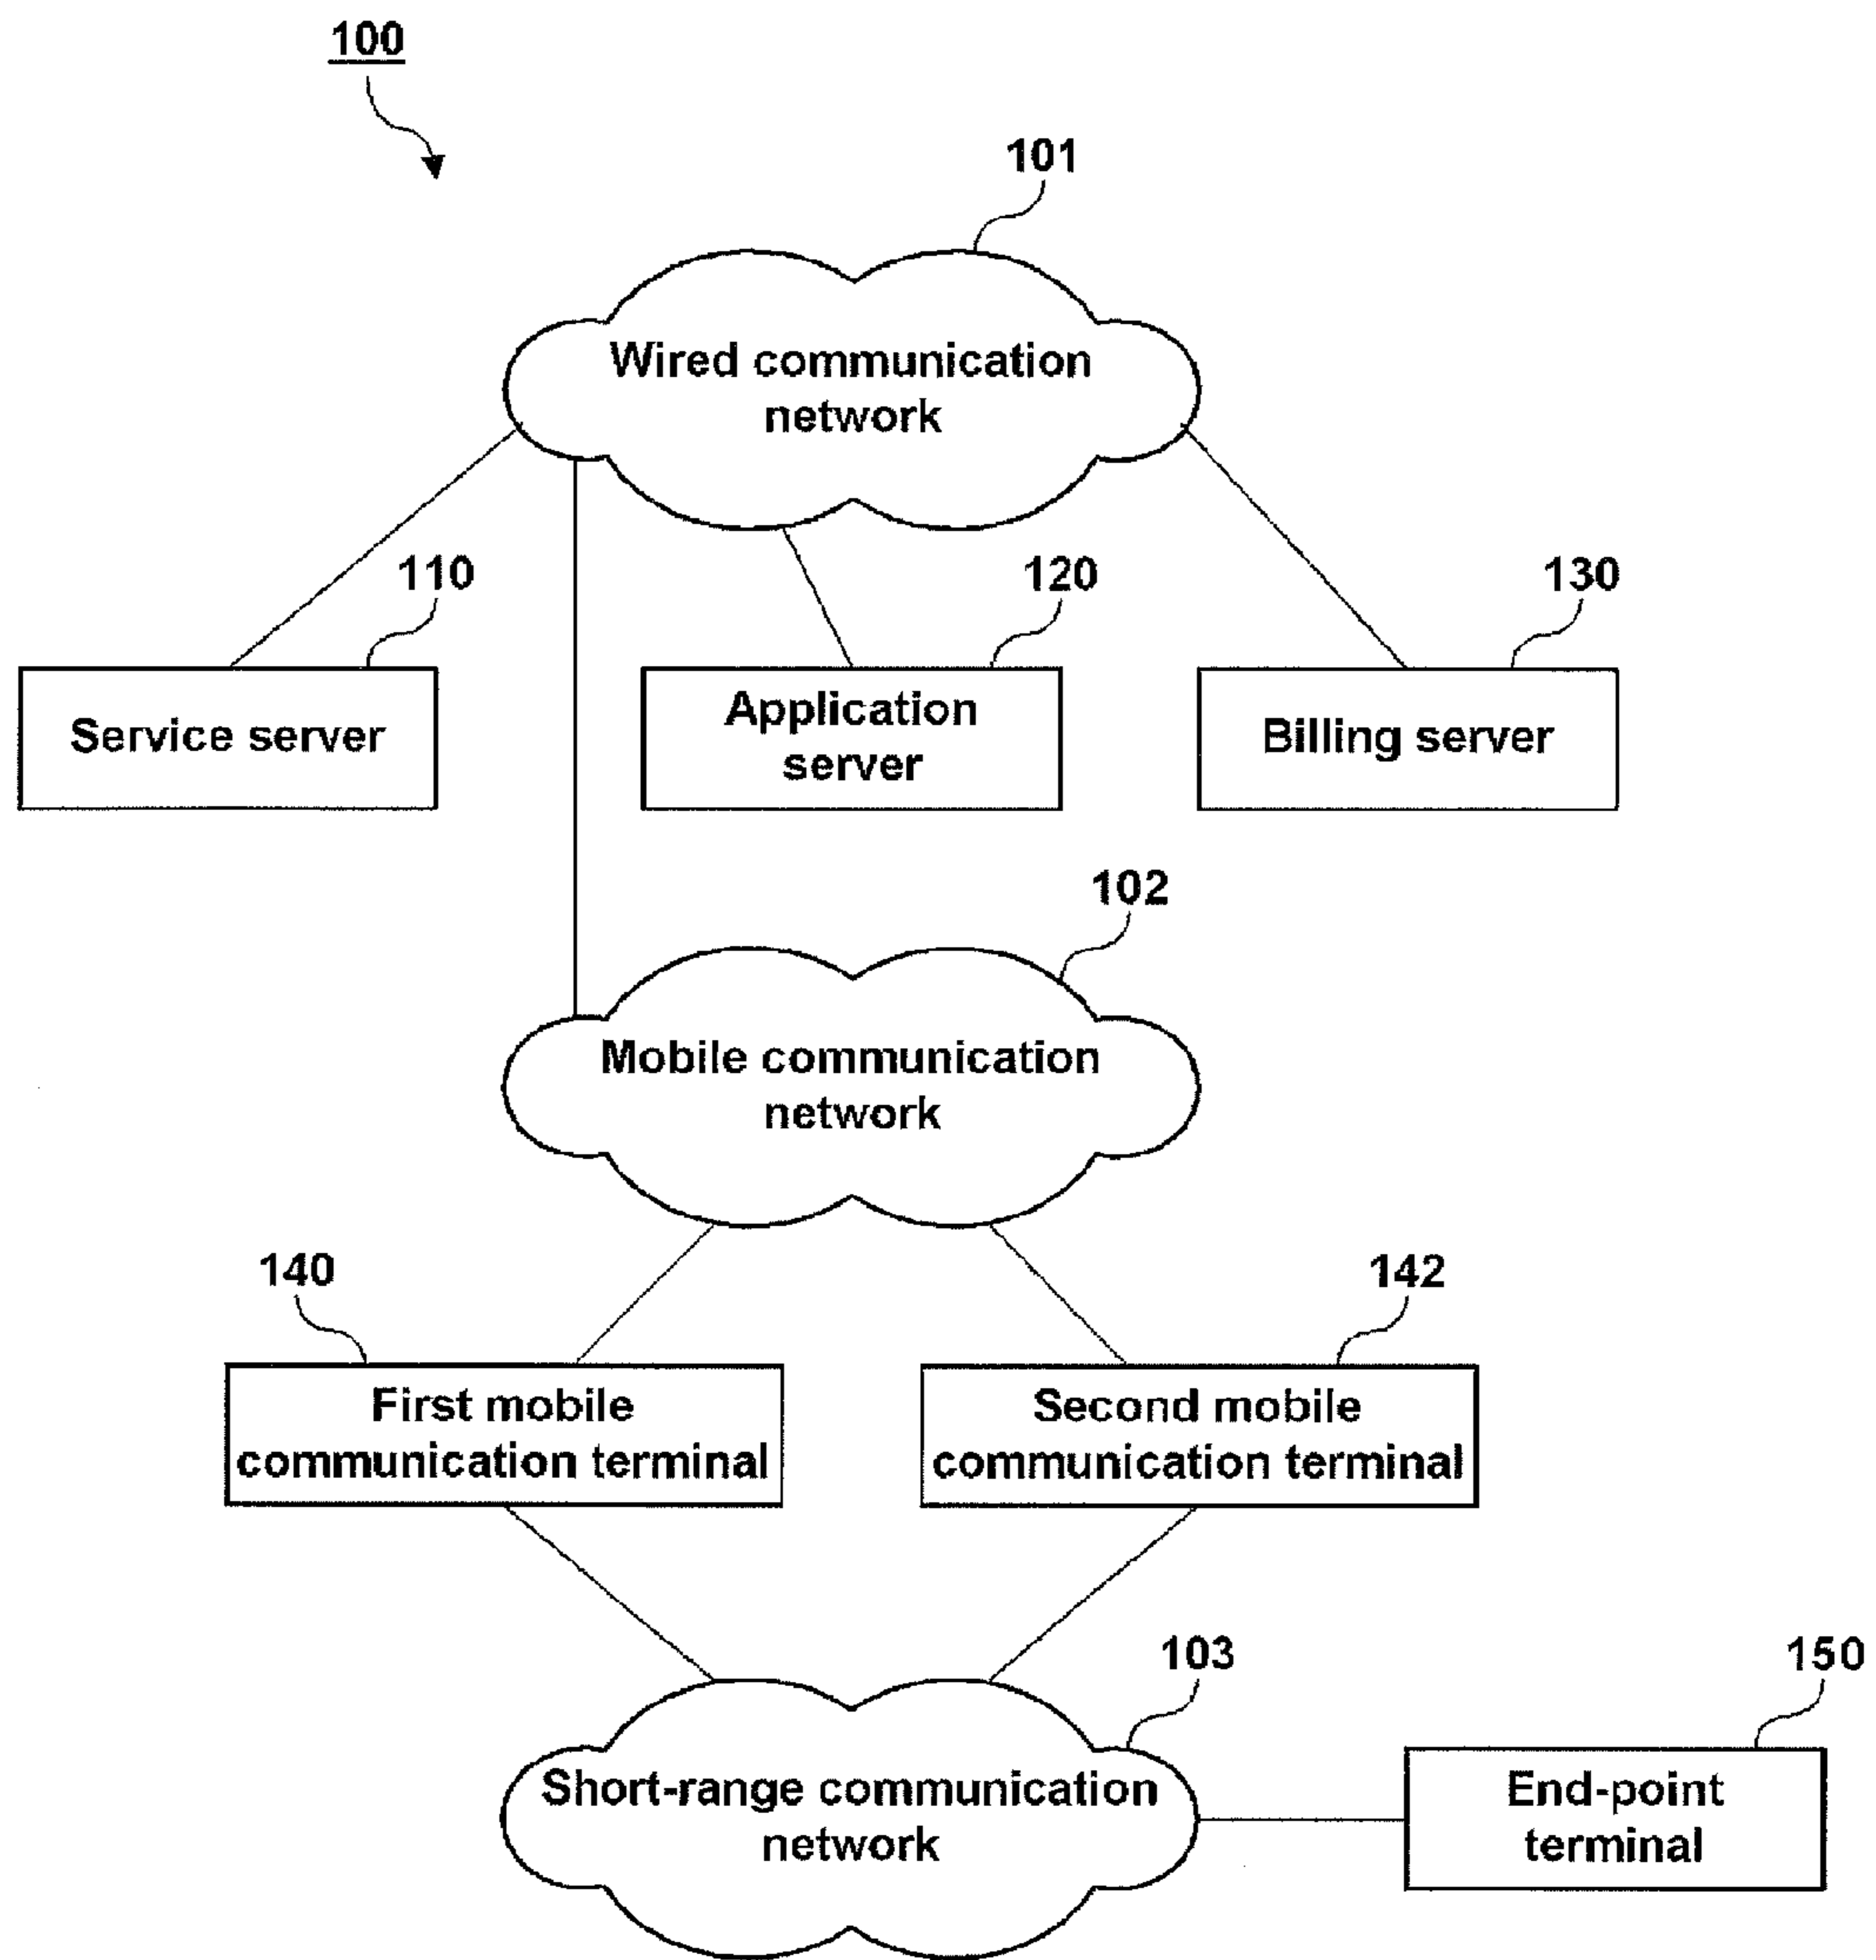 100
101
Wired communication
network
110
120
130
Service server
Application
server
Billing server
102
Mobile communication
network
140
142
First mobile
communication terminal
Second mobile
communication terminal
103
150
Short-range communication
network
End-point
terminal